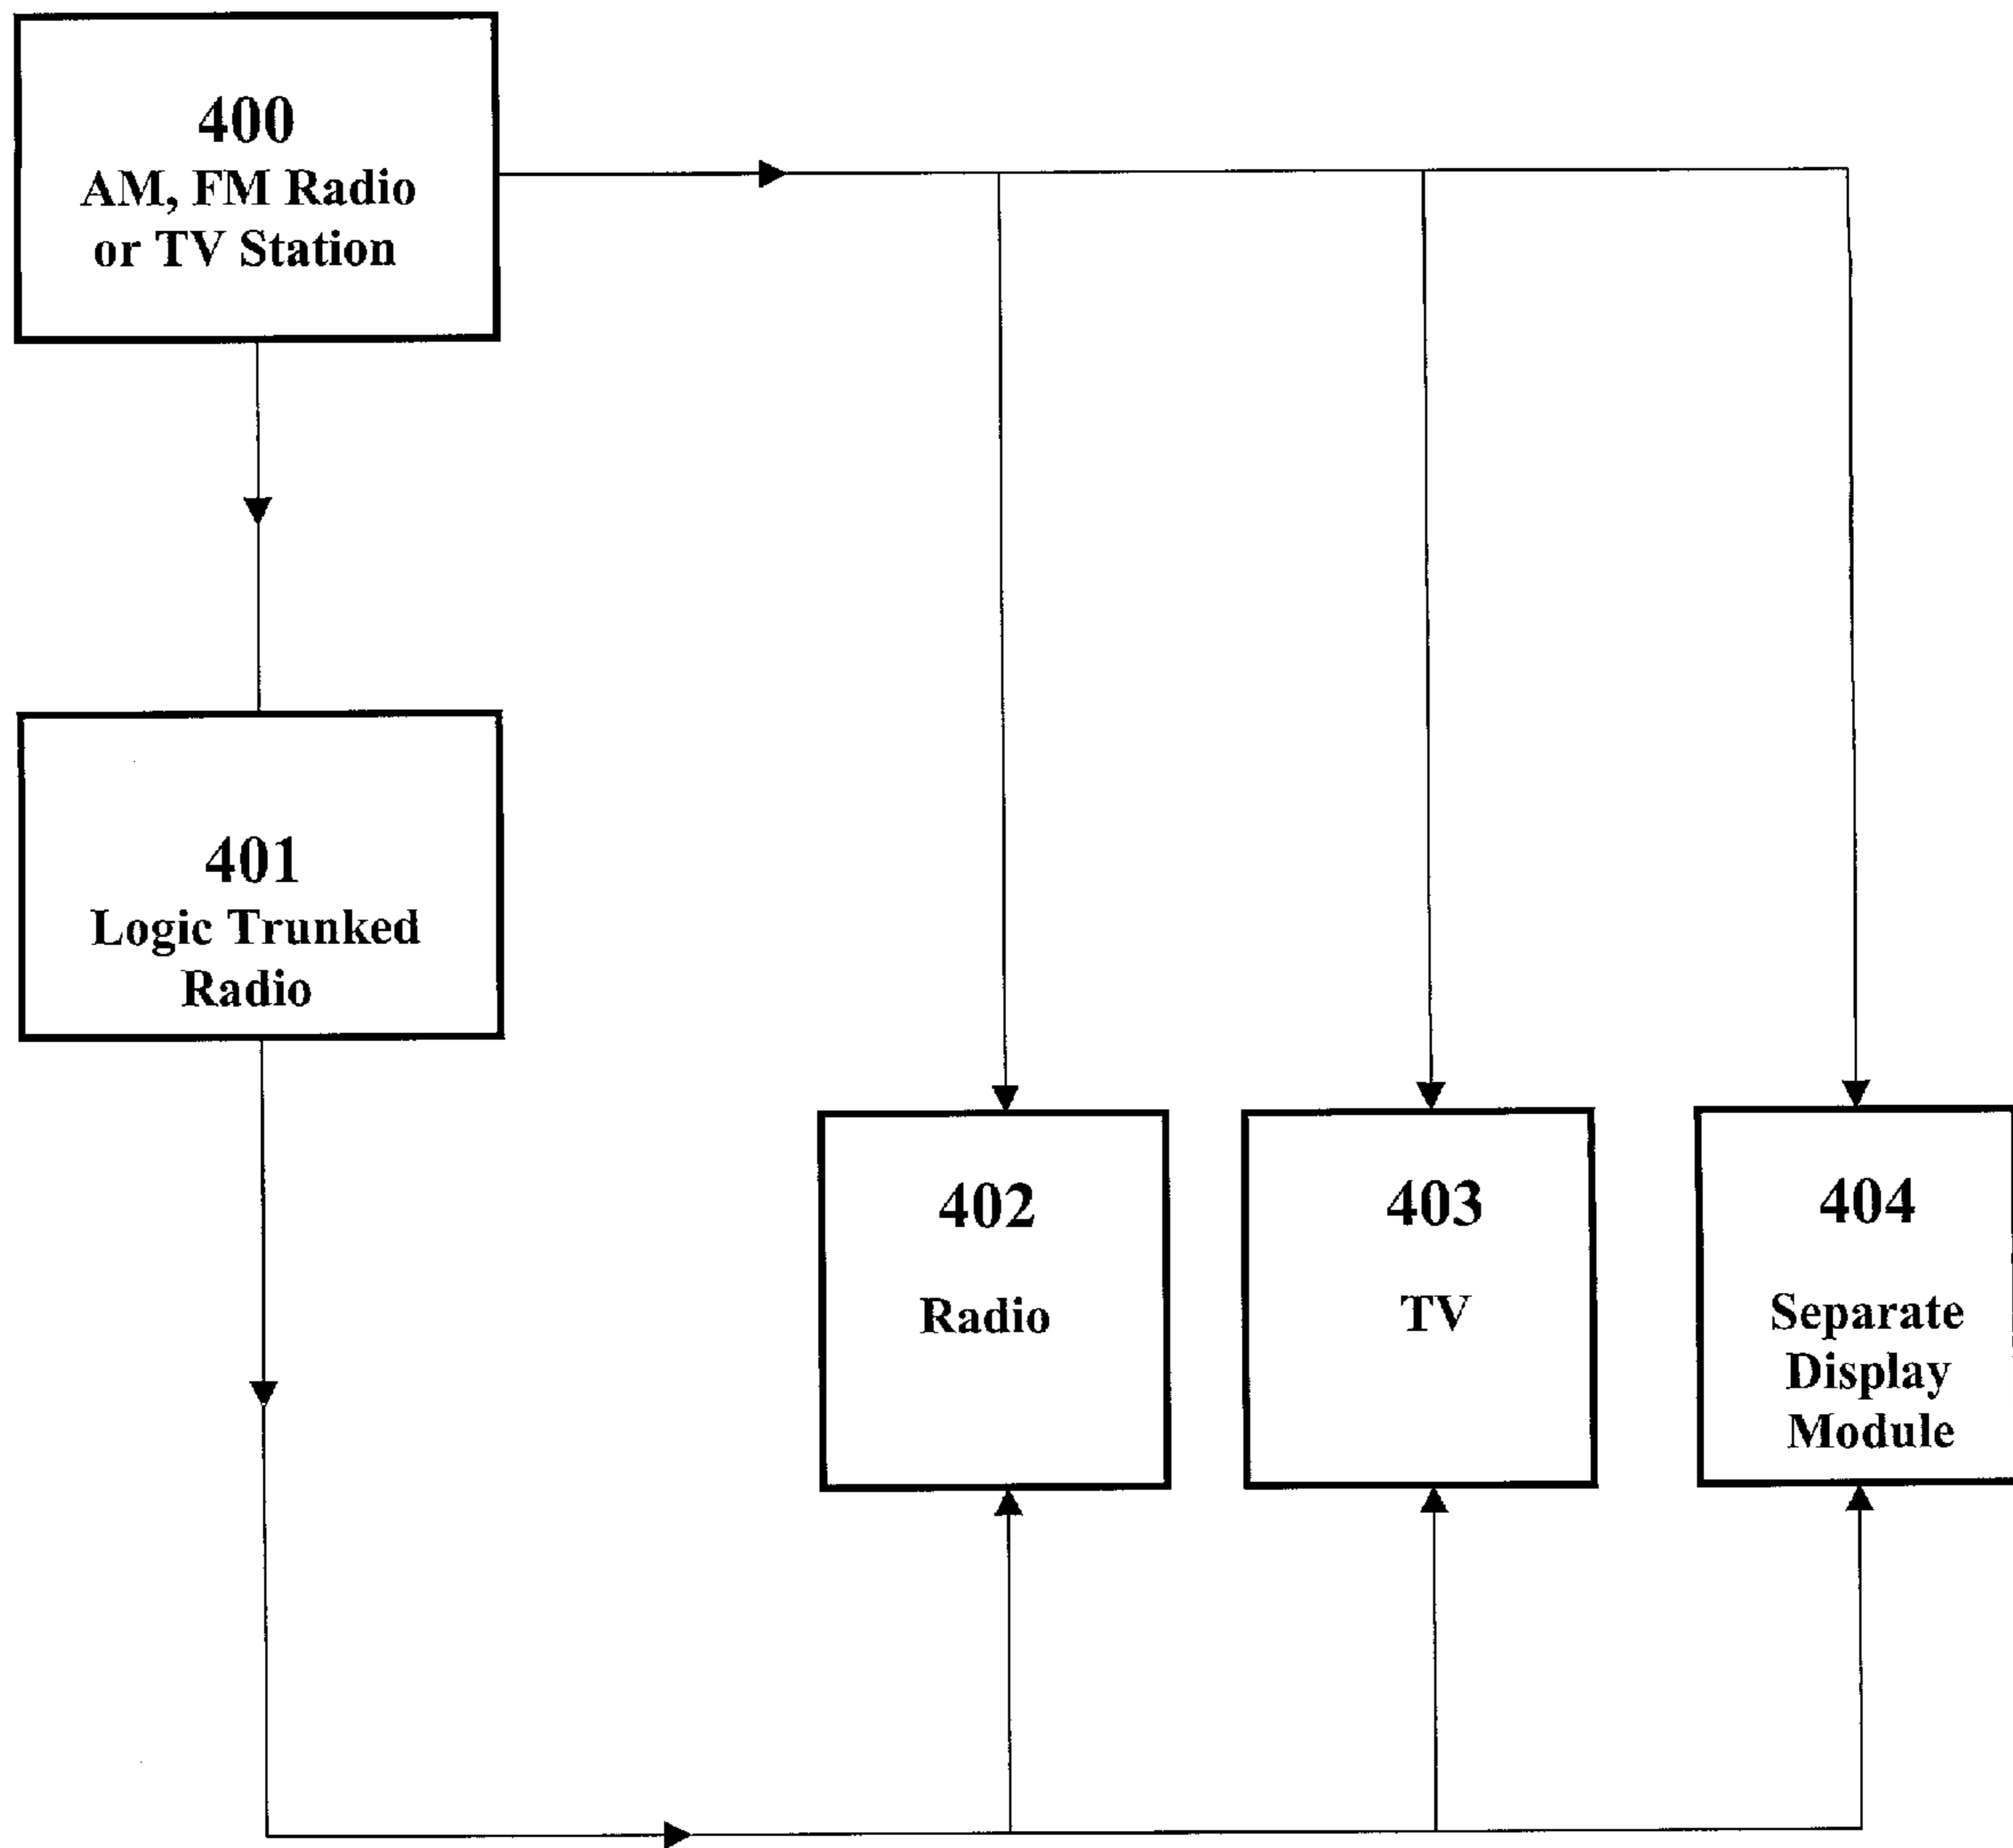 400
AM, FM Radio
or TV Station
401
Logic Trunked
Radio
402
Radio
403
TV
404
Separate
Display
Module